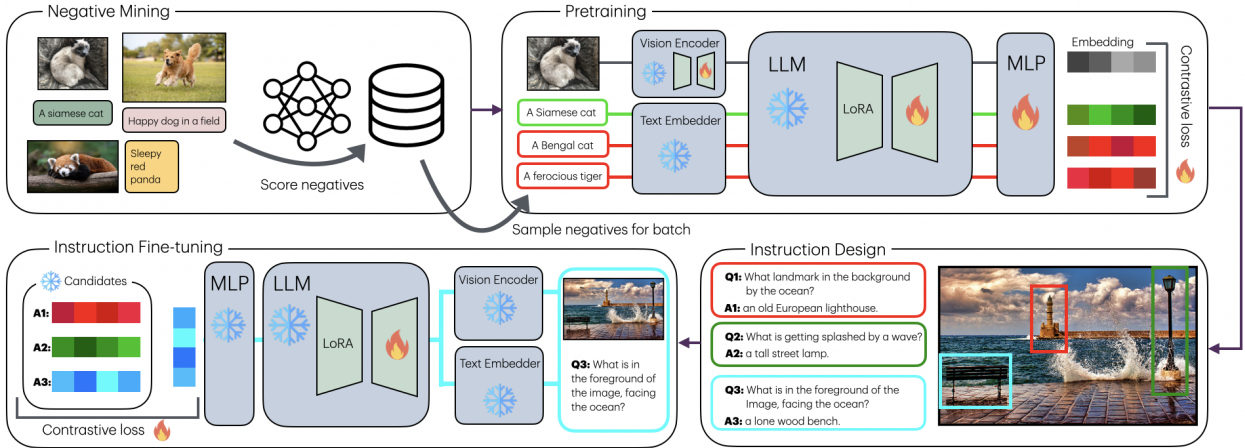 Negative Mining
A siamese cat
Happy dog in a field
Sleepy
red
panda
Score negatives
Pretraining
Vision Encoder
A Siamese cat
A Bengal cat
A ferocious tiger
Text Embedder
LLM
LoRA
MLP
Embedding
Contrastive loss
Sample negatives for batch
Instruction Fine-tuning
Candidates
A1:
A2:
A3:
Contrastive loss
MLP
LLM
LoRA
Vision Encoder
Text Embedder
Q3: What is in
the foreground of
the image, facing
the ocean?
Instruction Design
Q1: What landmark in the background
by the ocean?
A1: an old European lighthouse.
Q2: What is getting splashed by a wave?
A2: a tall street lamp.
Q3: What is in the foreground of the
Image, facing the ocean?
A3: a lone wood bench.